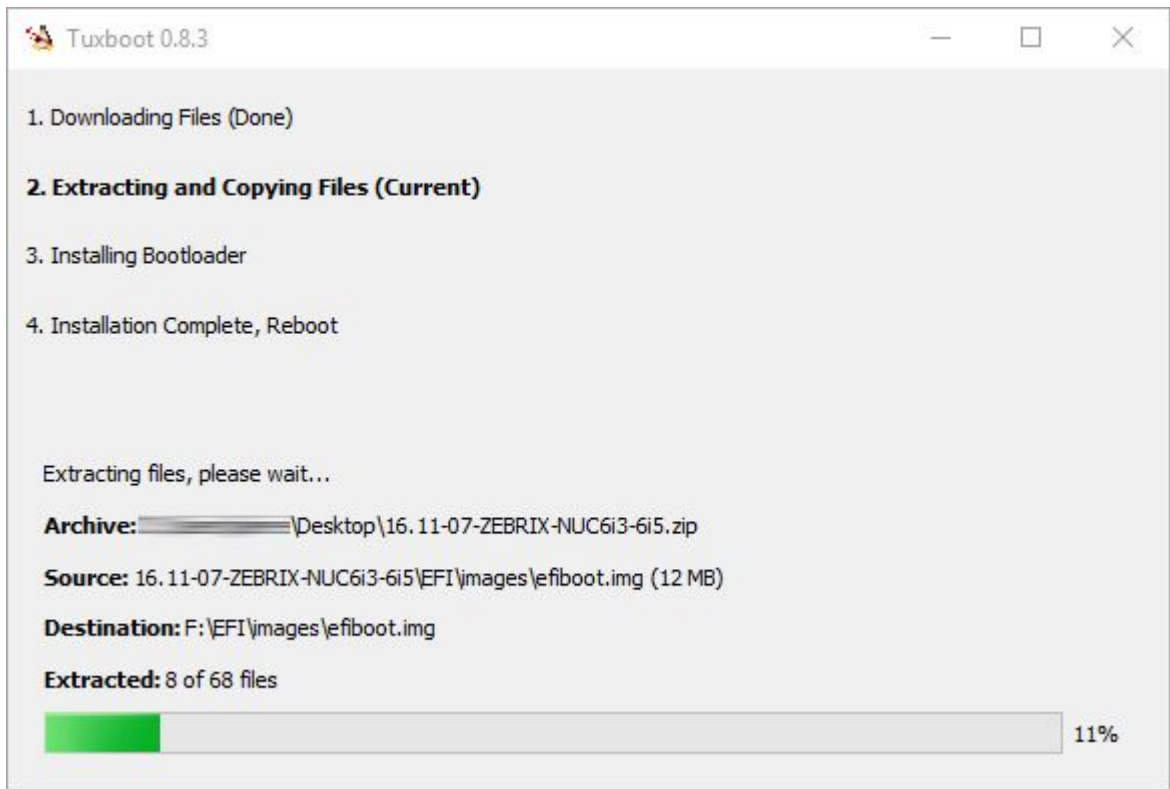 Tuxboot 0.8.3
1. Downloading Files (Done)
2. Extracting and Copying Files (Current)
3. Installing Bootloader
4. Installation Complete, Reboot
Extracting files, please wait...
Archive: \Desktop\16.11-07-ZEBRIX-NUC6i3-6i5.zip
Source: 16.11-07-ZEBRIX-NUC6i3-6i5\EFI\images\efiboot.img (12 MB)
Destination: F:\EFI\images\efiboot.img
Extracted: 8 of 68 files
11%